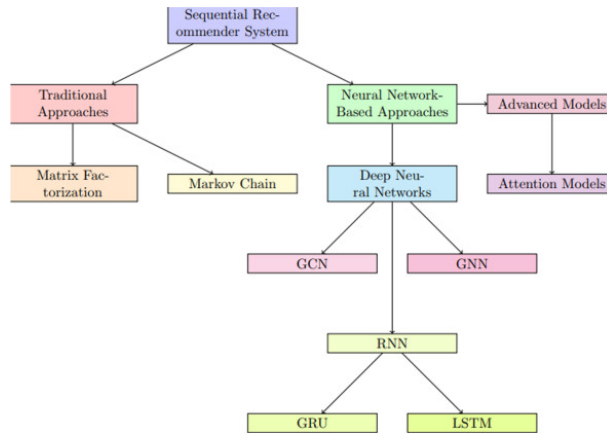 Sequential Rec-
ommender System
Traditional
Approaches
Neural Network-
Based Approaches
Advanced Models
Matrix Fac-
torization
Markov Chain
Deep Neu-
ral Networks
Attention Models
GCN
GNN
RNN
GRU
LSTM